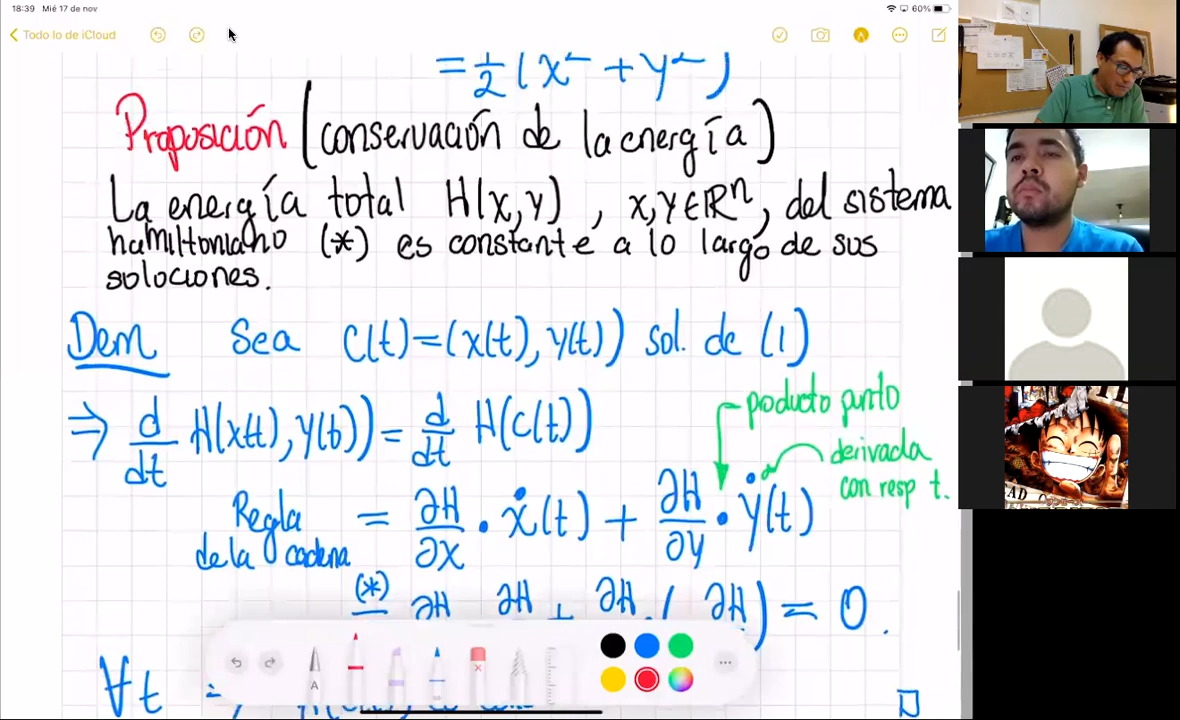 18:39 Mié 17 de nov
60%
Todo lo de iCloud
= 1/2 (x² + y²)
Proposición (conservación de la energía)
La energía total H(x,y), x,y∈ℝⁿ, del sistema
hamiltoniano (*) es constante a lo largo de sus
soluciones.
Dem Sea c(t)=(x(t), y(t)) sol. de (1)
⇒ d/dt H(x(t), y(t)) = d/dt H(c(t))
producto punto
derivada
con resp t.
Regla
de la cadena
= ∂H/∂x · ẋ(t) + ∂H/∂y · ẏ(t)
(*)
= ∂H ∂H + ∂H · ( ∂H ) = 0.
∀t
A